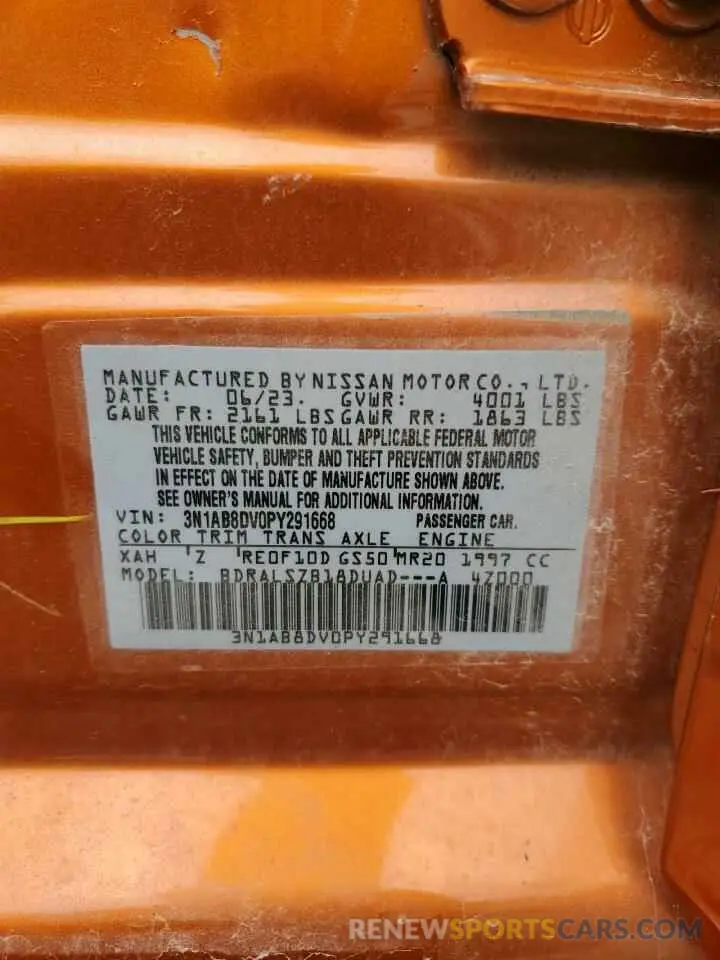 MANUFACTURED BY NISSAN MOTOR CO., LTD.
DATE: 06/23. GVWR: 4001 LBS
GAWR FR: 2161 LBS GAWR RR: 1863 LBS
THIS VEHICLE CONFORMS TO ALL APPLICABLE FEDERAL MOTOR
VEHICLE SAFETY, BUMPER AND THEFT PREVENTION STANDARDS
IN EFFECT ON THE DATE OF MANUFACTURE SHOWN ABOVE.
SEE OWNER'S MANUAL FOR ADDITIONAL INFORMATION.
VIN: 3N1AB8DV0PY291668 PASSENGER CAR.
COLOR TRIM TRANS AXLE ENGINE
XAH 'Z 'RE0F10D GS50 'MR20 1997 CC
MODEL: BDRALSZB18DUAD---A 4Z000
3N1AB8DV0PY291668
RENEWSPORTSCARS.COM